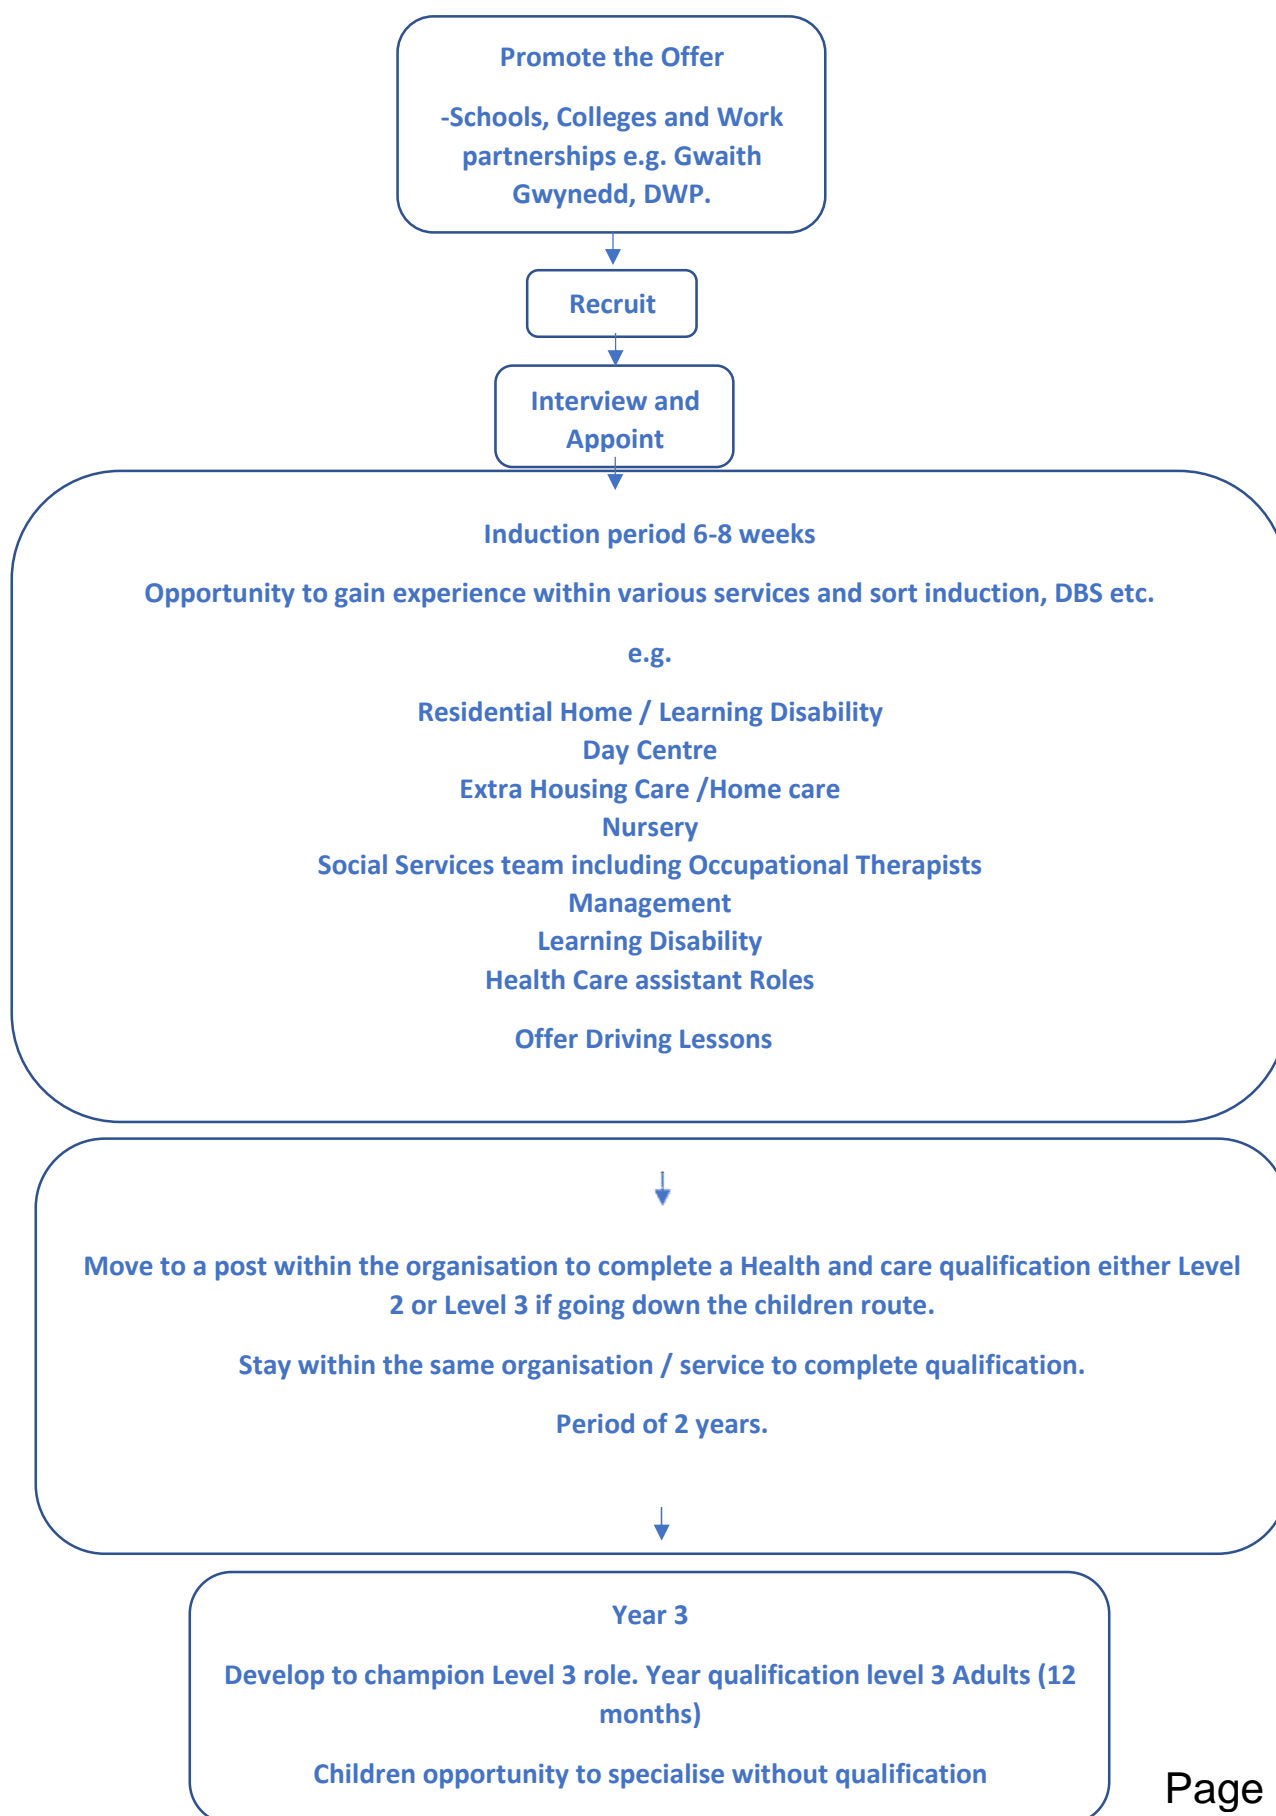 Promote the Offer
-Schools, Colleges and Work
partnerships e.g. Gwaith
Gwynedd, DWP.
Recruit
Interview and
Appoint
Induction period 6-8 weeks
Opportunity to gain experience within various services and sort induction, DBS etc.
e.g.
Residential Home / Learning Disability
Day Centre
Extra Housing Care /Home care
Nursery
Social Services team including Occupational Therapists
Management
Learning Disability
Health Care assistant Roles
Offer Driving Lessons
Move to a post within the organisation to complete a Health and care qualification either Level
2 or Level 3 if going down the children route.
Stay within the same organisation / service to complete qualification.
Period of 2 years.
Year 3
Develop to champion Level 3 role. Year qualification level 3 Adults (12
months)
Children opportunity to specialise without qualification
Page